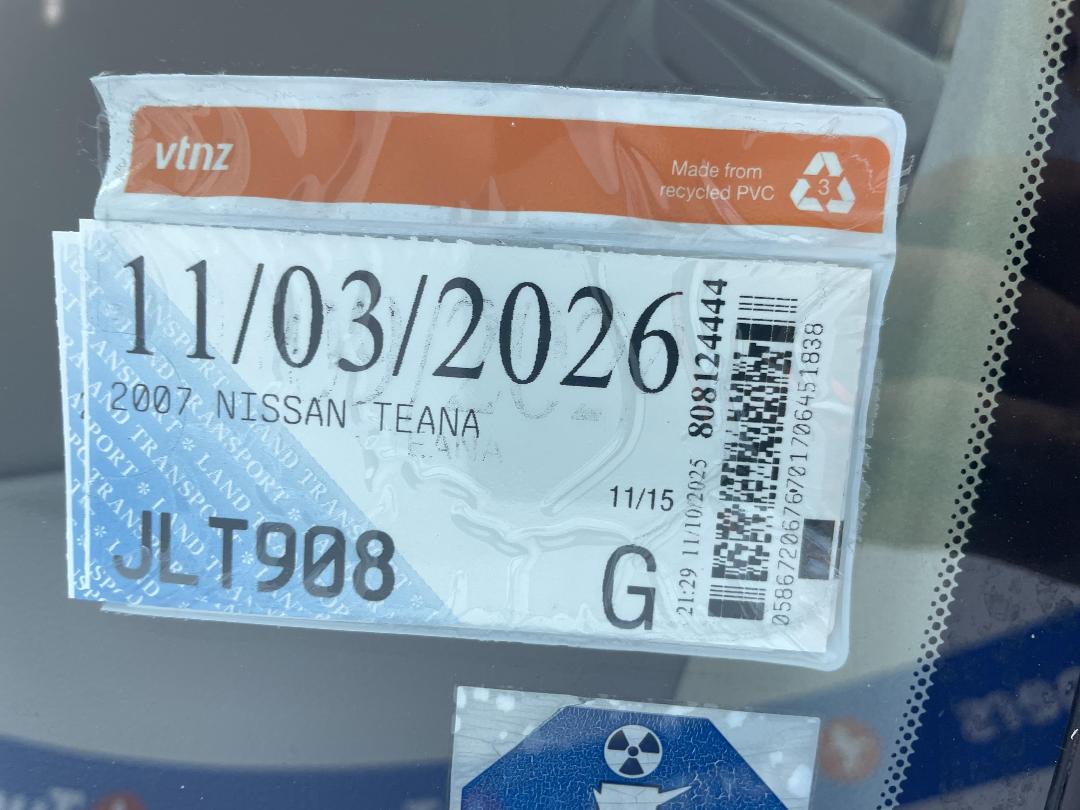 vtnz
Made from
recycled PVC
3
11/03/2026
2007 NISSAN TEANA
TEANA
11/15
JLT908
G
21:29 11/10/2025 808124444